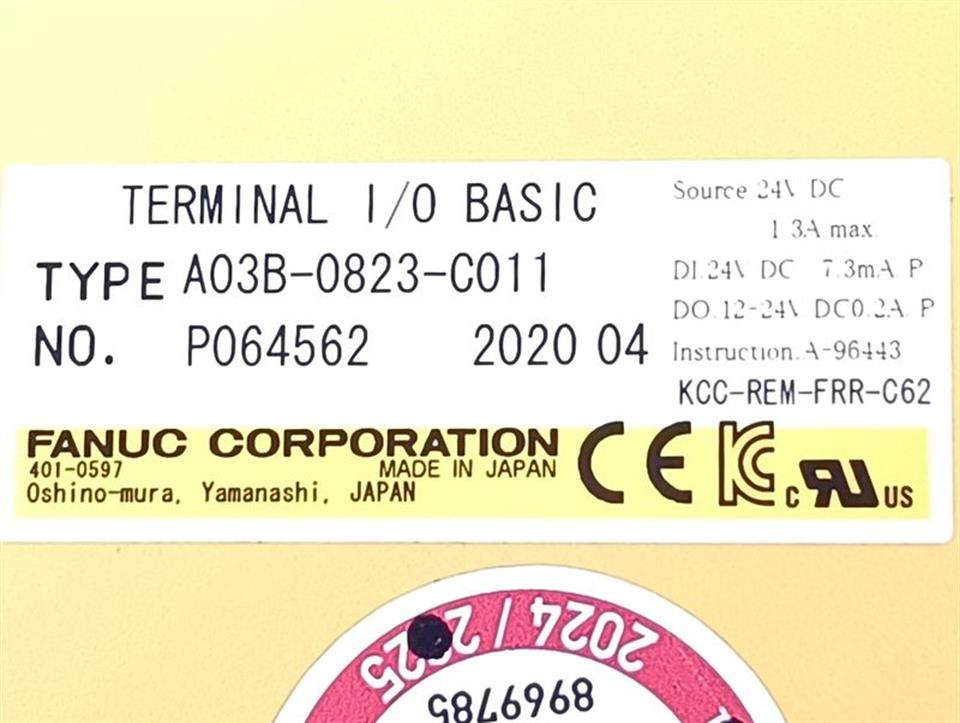 TERMINAL I/O BASIC
TYPE A03B-0823-C011
NO. P064562 2020 04
Source 24V DC
1.3A max.
DI.24V DC 7.3mA P
DO.12-24V DC0.2A P
Instruction.A-96443
KCC-REM-FRR-C62
FANUC CORPORATION
401-0597 MADE IN JAPAN
Oshino-mura, Yamanashi, JAPAN
CE
KC
c RU US
2024 / 2025
8969785